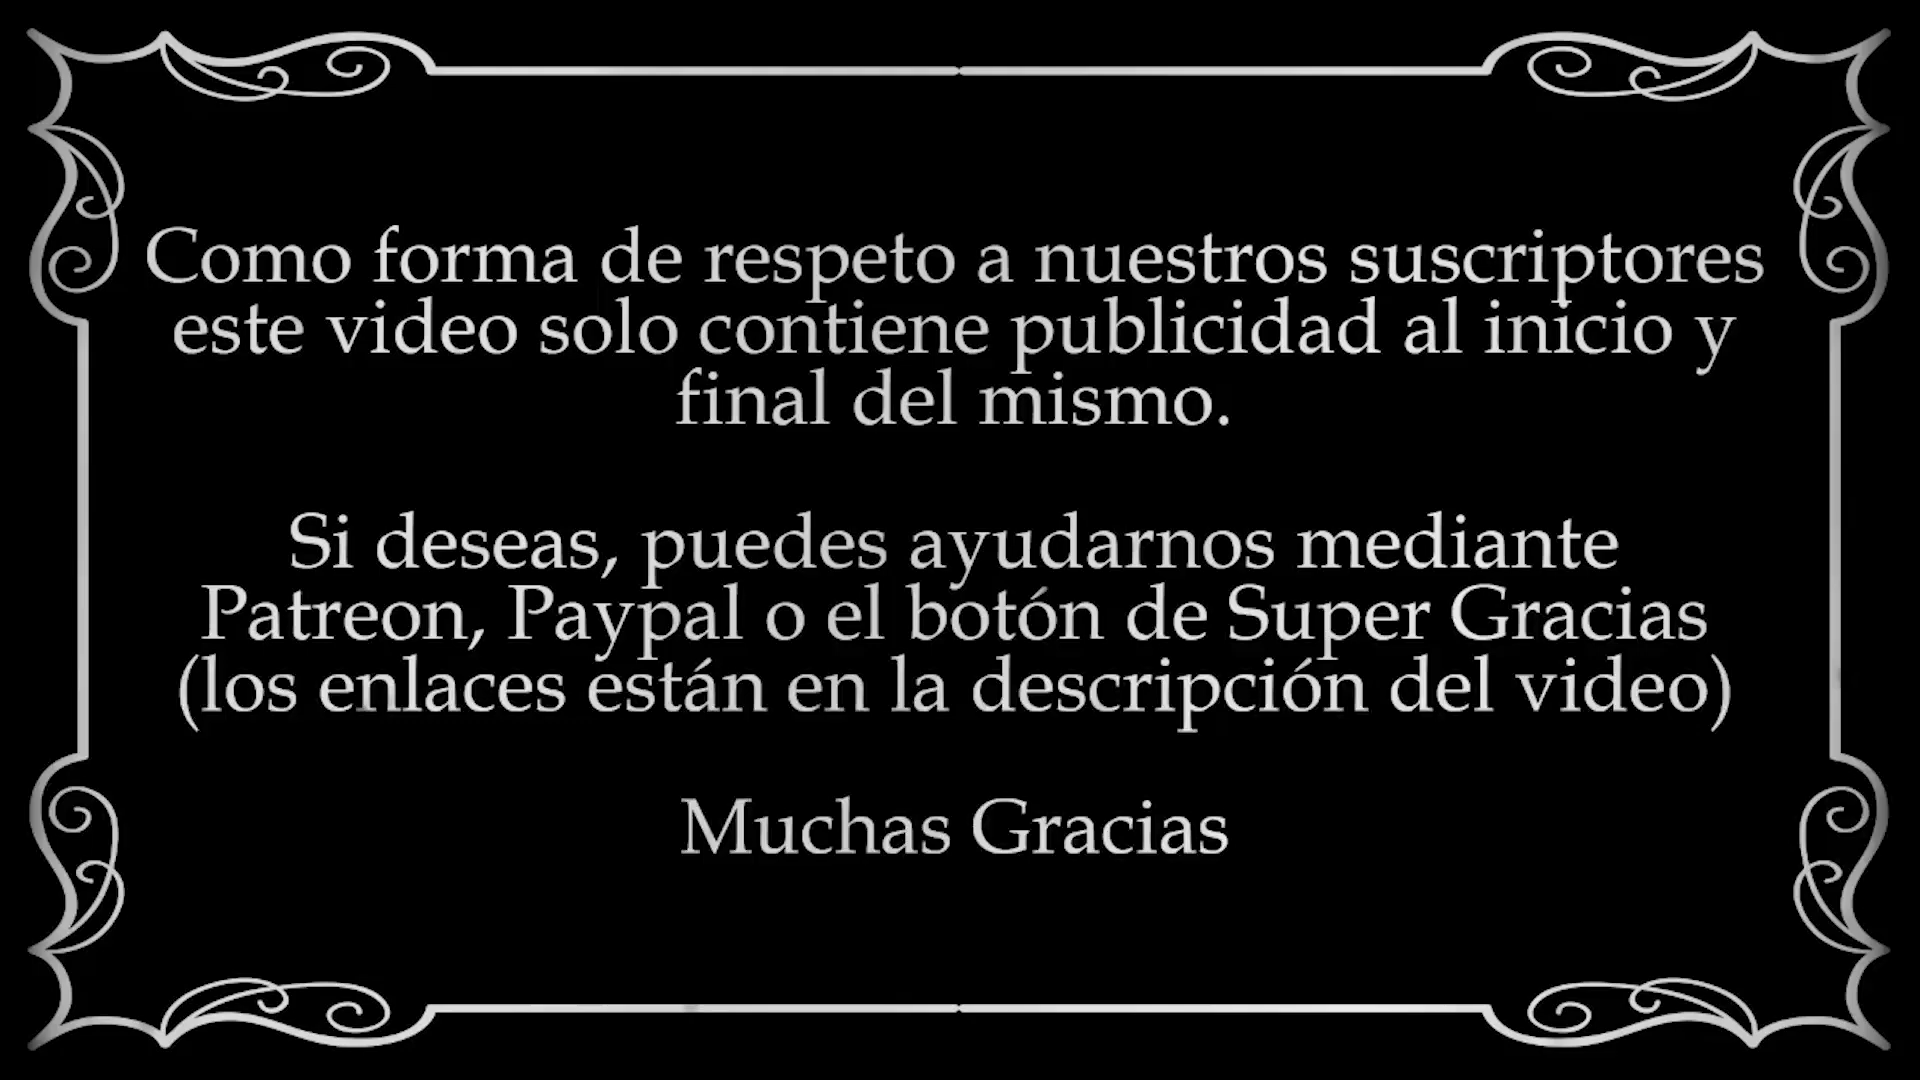 Como forma de respeto a nuestros suscriptores
este video solo contiene publicidad al inicio y
final del mismo.
Si deseas, puedes ayudarnos mediante
Patreon, Paypal o el botón de Super Gracias
(los enlaces están en la descripción del video)
Muchas Gracias